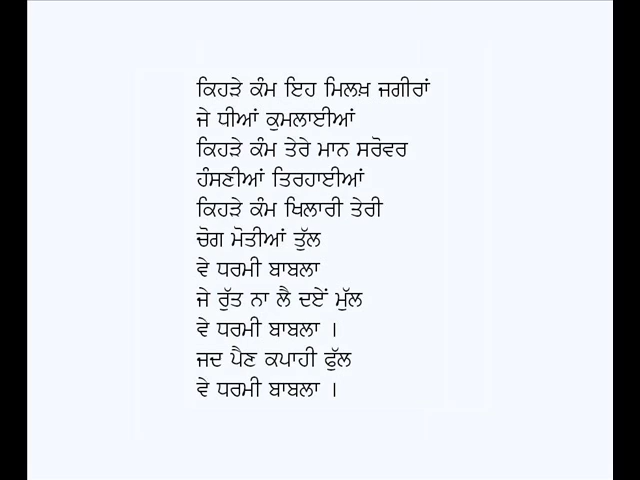 ਕਿਹੜੇ ਕੰਮ ਇਹ ਮਿਲਖ਼ ਜਗੀਰਾਂ
ਜੇ ਧੀਆਂ ਕੁਮਲਾਈਆਂ
ਕਿਹੜੇ ਕੰਮ ਤੇਰੇ ਮਾਨ ਸਰੋਵਰ
ਹੰਸਣੀਆਂ ਤਿਰਹਾਈਆਂ
ਕਿਹੜੇ ਕੰਮ ਖਿਲਾਰੀ ਤੇਰੀ
ਚੋਗ ਮੋਤੀਆਂ ਤੁੱਲ
ਵੇ ਧਰਮੀ ਬਾਬਲਾ
ਜੇ ਰੁੱਤ ਨਾ ਲੈ ਦਏਂ ਮੁੱਲ
ਵੇ ਧਰਮੀ ਬਾਬਲਾ ।
ਜਦ ਪੈਣ ਕਪਾਹੀ ਫੁੱਲ
ਵੇ ਧਰਮੀ ਬਾਬਲਾ ।